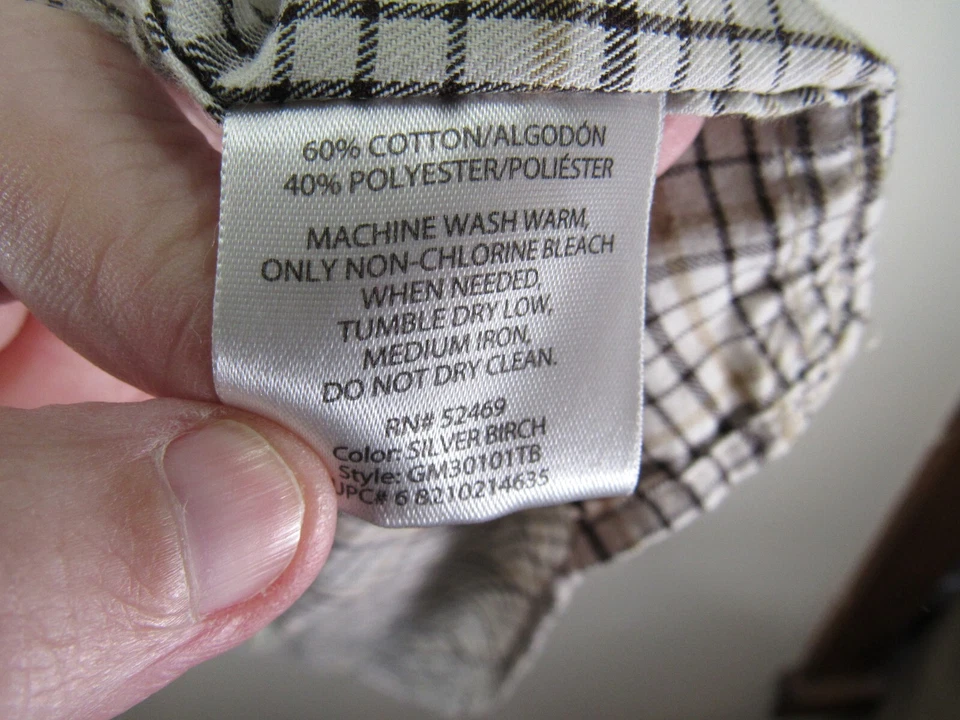 60% COTTON/ALGODÓN
40% POLYESTER/POLIÉSTER
MACHINE WASH WARM,
ONLY NON-CHLORINE BLEACH
WHEN NEEDED,
TUMBLE DRY LOW,
MEDIUM IRON,
DO NOT DRY CLEAN.
RN# 52469
Color: SILVER BIRCH
Style: GM30101TB
UPC# 6 8210214635